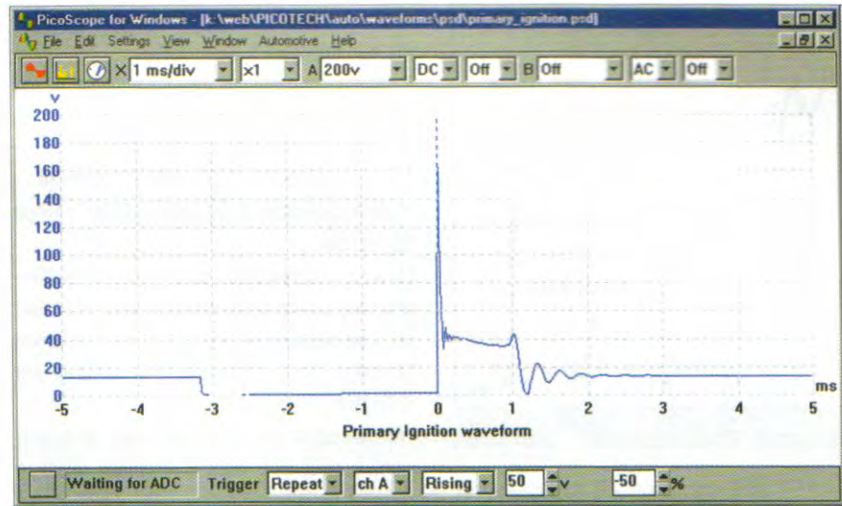 PicoScope for Windows - [k:\web\PICOTECH\auto\waveforms\psd\primary_ignition.psd]
File Edit Settings View Window Automotive Help
X 1 ms/div x1 A 200v DC Off B Off AC Off
v
200
180
160
140
120
100
80
60
40
20
0
-5 -4 -3 -2 -1 0 1 2 3 4 5 ms
Primary Ignition waveform
Waiting for ADC Trigger Repeat ch A Rising 50 v -50 %